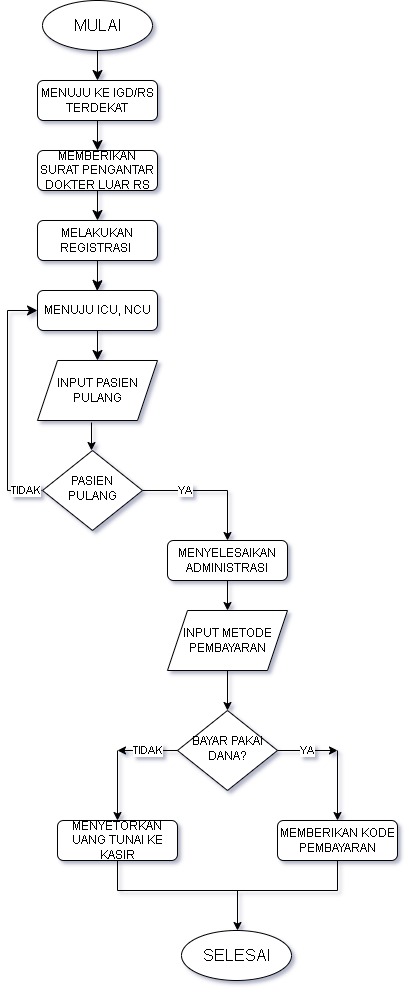 MULAI
MENUJU KE IGD/RS
TERDEKAT
MEMBERIKAN
SURAT PENGANTAR
DOKTER LUAR RS
MELAKUKAN
REGISTRASI
MENUJU ICU, NCU
INPUT PASIEN
PULANG
TIDAK
PASIEN
PULANG
YA
MENYELESAIKAN
ADMINISTRASI
INPUT METODE
PEMBAYARAN
TIDAK
BAYAR PAKAI
DANA?
YA
MENYETORKAN
UANG TUNAI KE
KASIR
MEMBERIKAN KODE
PEMBAYARAN
SELESAI